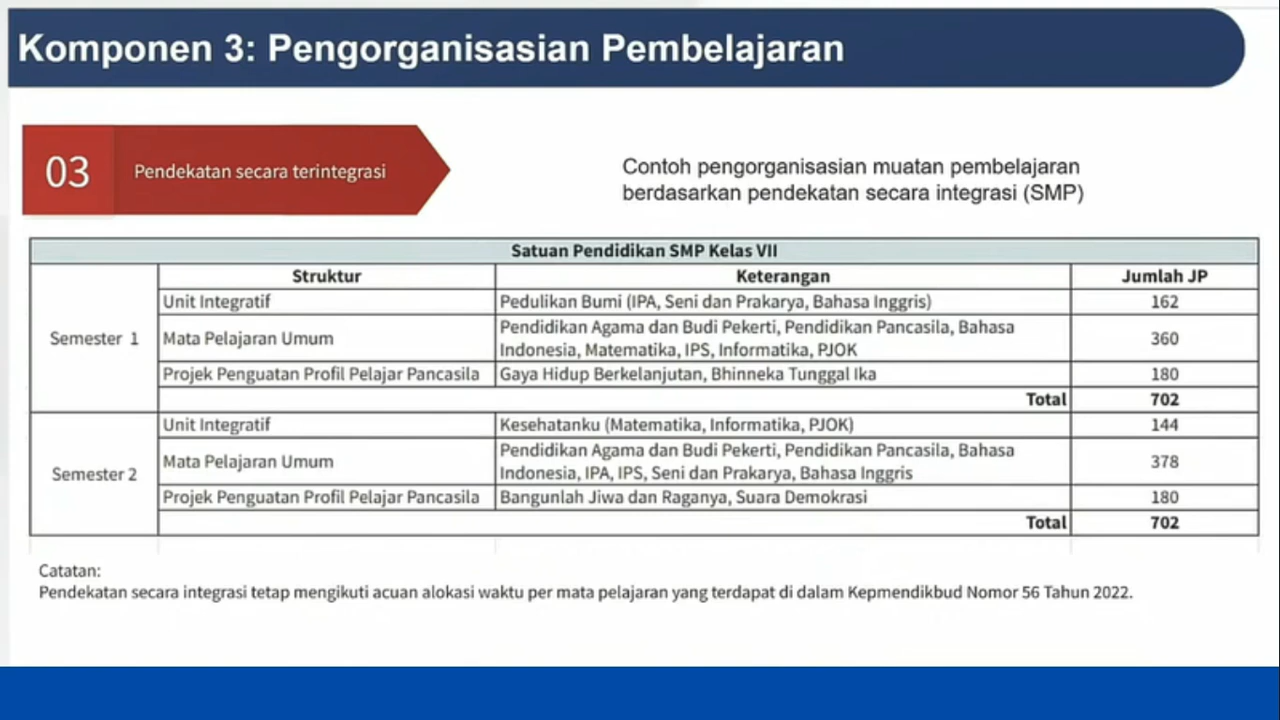 Komponen 3: Pengorganisasian Pembelajaran
03
Pendekatan secara terintegrasi
Contoh pengorganisasian muatan pembelajaran
berdasarkan pendekatan secara integrasi (SMP)
Satuan Pendidikan SMP Kelas VII
Struktur Keterangan Jumlah JP
Semester 1
Unit Integratif Pedulikan Bumi (IPA, Seni dan Prakarya, Bahasa Inggris) 162
Mata Pelajaran Umum Pendidikan Agama dan Budi Pekerti, Pendidikan Pancasila, Bahasa
Indonesia, Matematika, IPS, Informatika, PJOK 360
Projek Penguatan Profil Pelajar Pancasila Gaya Hidup Berkelanjutan, Bhinneka Tunggal Ika 180
Total 702
Semester 2
Unit Integratif Kesehatanku (Matematika, Informatika, PJOK) 144
Mata Pelajaran Umum Pendidikan Agama dan Budi Pekerti, Pendidikan Pancasila, Bahasa
Indonesia, IPA, IPS, Seni dan Prakarya, Bahasa Inggris 378
Projek Penguatan Profil Pelajar Pancasila Bangunlah Jiwa dan Raganya, Suara Demokrasi 180
Total 702
Catatan:
Pendekatan secara integrasi tetap mengikuti acuan alokasi waktu per mata pelajaran yang terdapat di dalam Kepmendikbud Nomor 56 Tahun 2022.